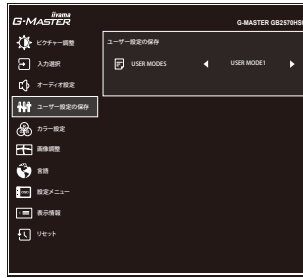 iiyama
G-MASTER
G-MASTER GB2570HS
ピクチャー調整
入力選択
オーディオ設定
ユーザー設定の保存
カラー設定
画像調整
言語
OSD 設定メニュー
表示情報
リセット
ユーザー設定の保存
USER MODES USER MODE1